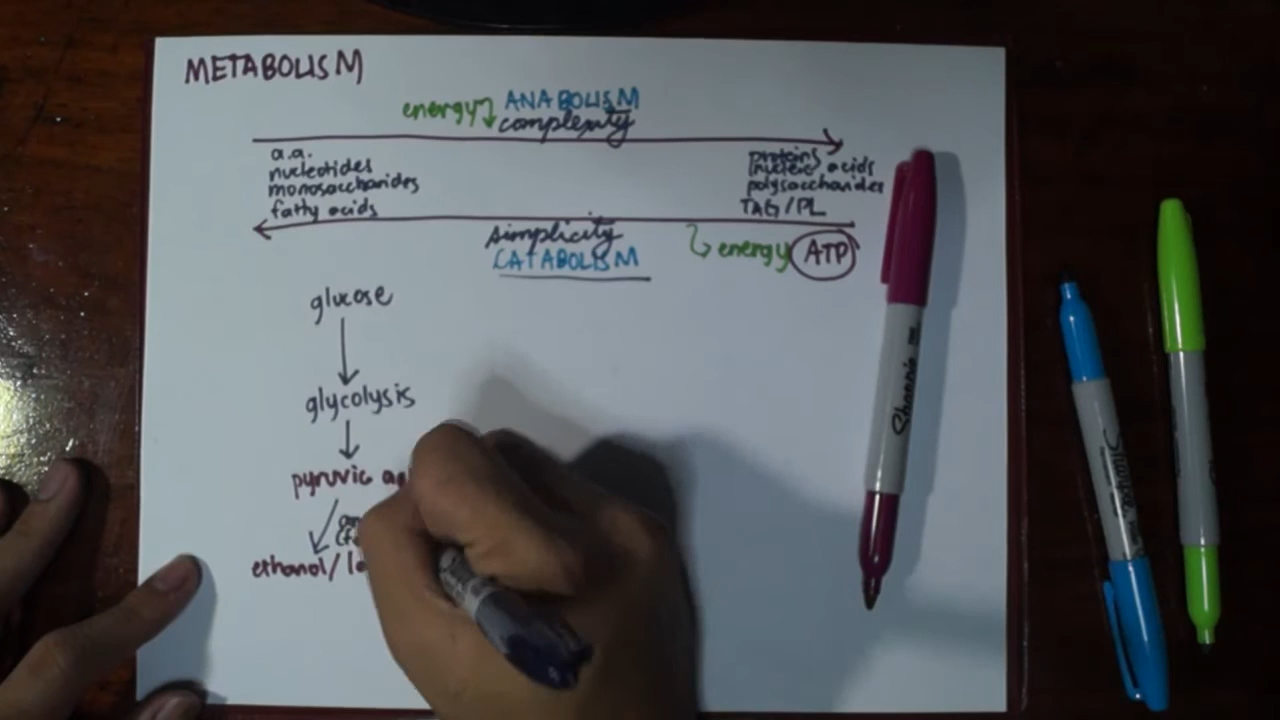 METABOLISM
energy ANABOLISM
complexity
a.a.
nucleotides
monosaccharides
fatty acids
proteins
nucleic acids
polysaccharides
TAG/PL
simplicity
CATABOLISM
energy ATP
glucose
glycolysis
pyruvic
ethanol/
Sharpie